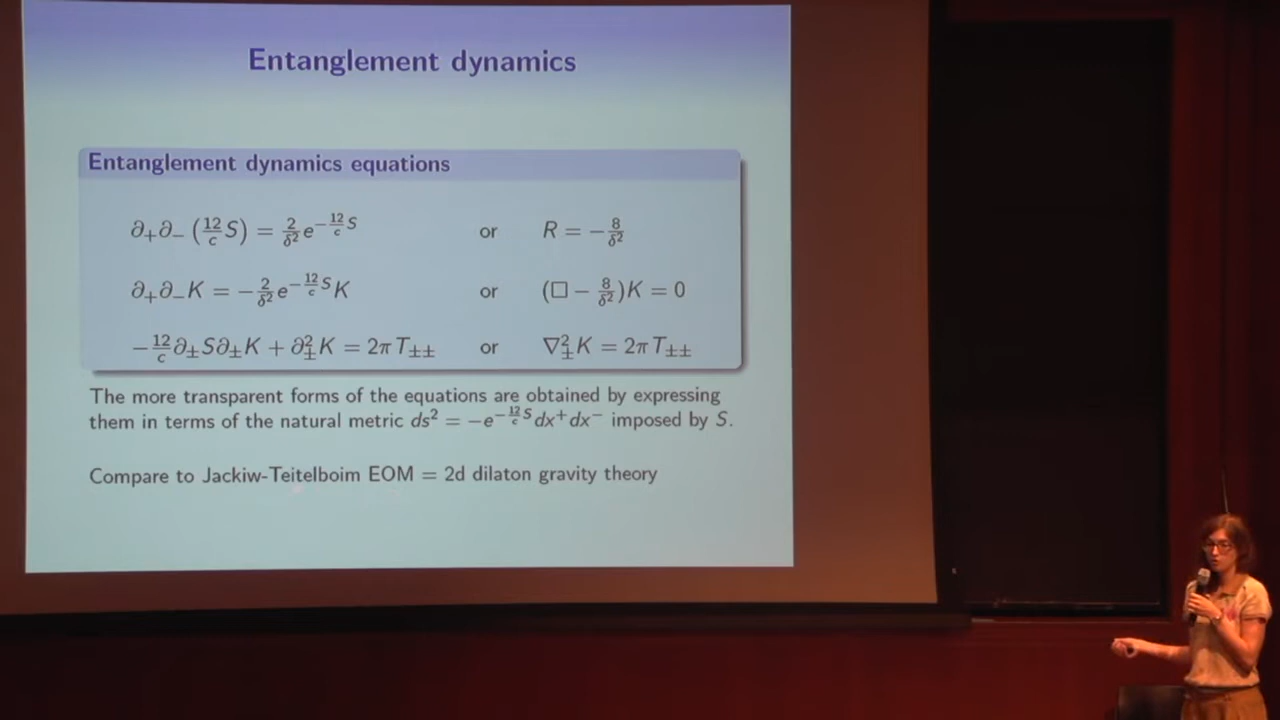 Entanglement dynamics
Entanglement dynamics equations
∂₊∂₋ (12/c S) = 2/δ² e^{−12/c S} or R = −8/δ²
∂₊∂₋K = −2/δ² e^{−12/c S} K or (□ − 8/δ²)K = 0
−12/c ∂±S∂±K + ∂²±K = 2πT±± or ∇²±K = 2πT±±
The more transparent forms of the equations are obtained by expressing
them in terms of the natural metric ds² = −e^{−12/c S}dx⁺dx⁻ imposed by S.
Compare to Jackiw-Teitelboim EOM = 2d dilaton gravity theory